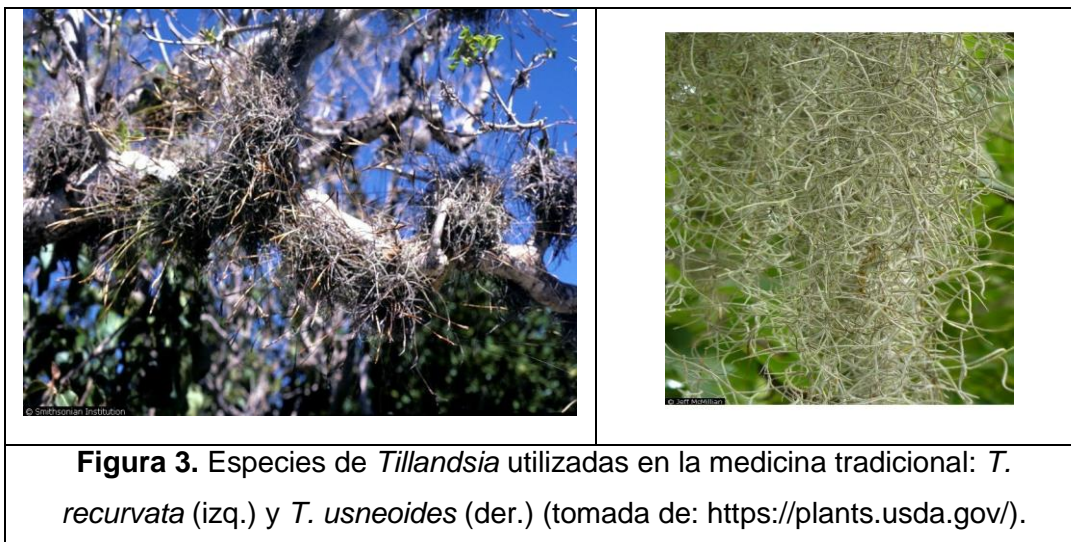 © Smithsonian Institution
© Jeff McMillian
Figura 3. Especies de Tillandsia utilizadas en la medicina tradicional: T.
recurvata (izq.) y T. usneoides (der.) (tomada de: https://plants.usda.gov/).